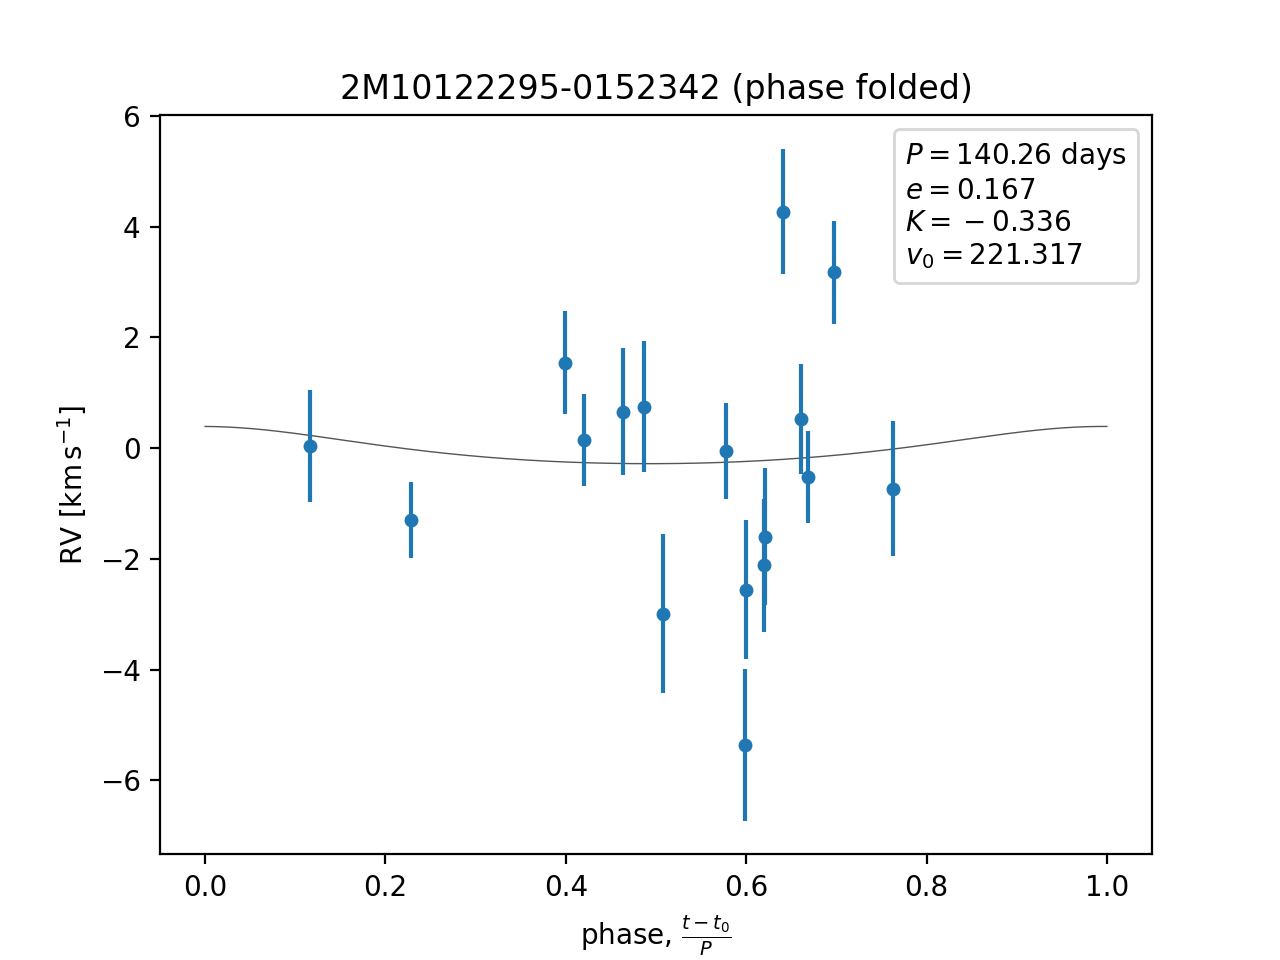 2M10122295-0152342 (phase folded)
P = 140.26 days
e = 0.167
K = −0.336
v₀ = 221.317
RV [km s⁻¹]
6
4
2
0
−2
−4
−6
0.0 0.2 0.4 0.6 0.8 1.0
phase, (t − t₀)/P